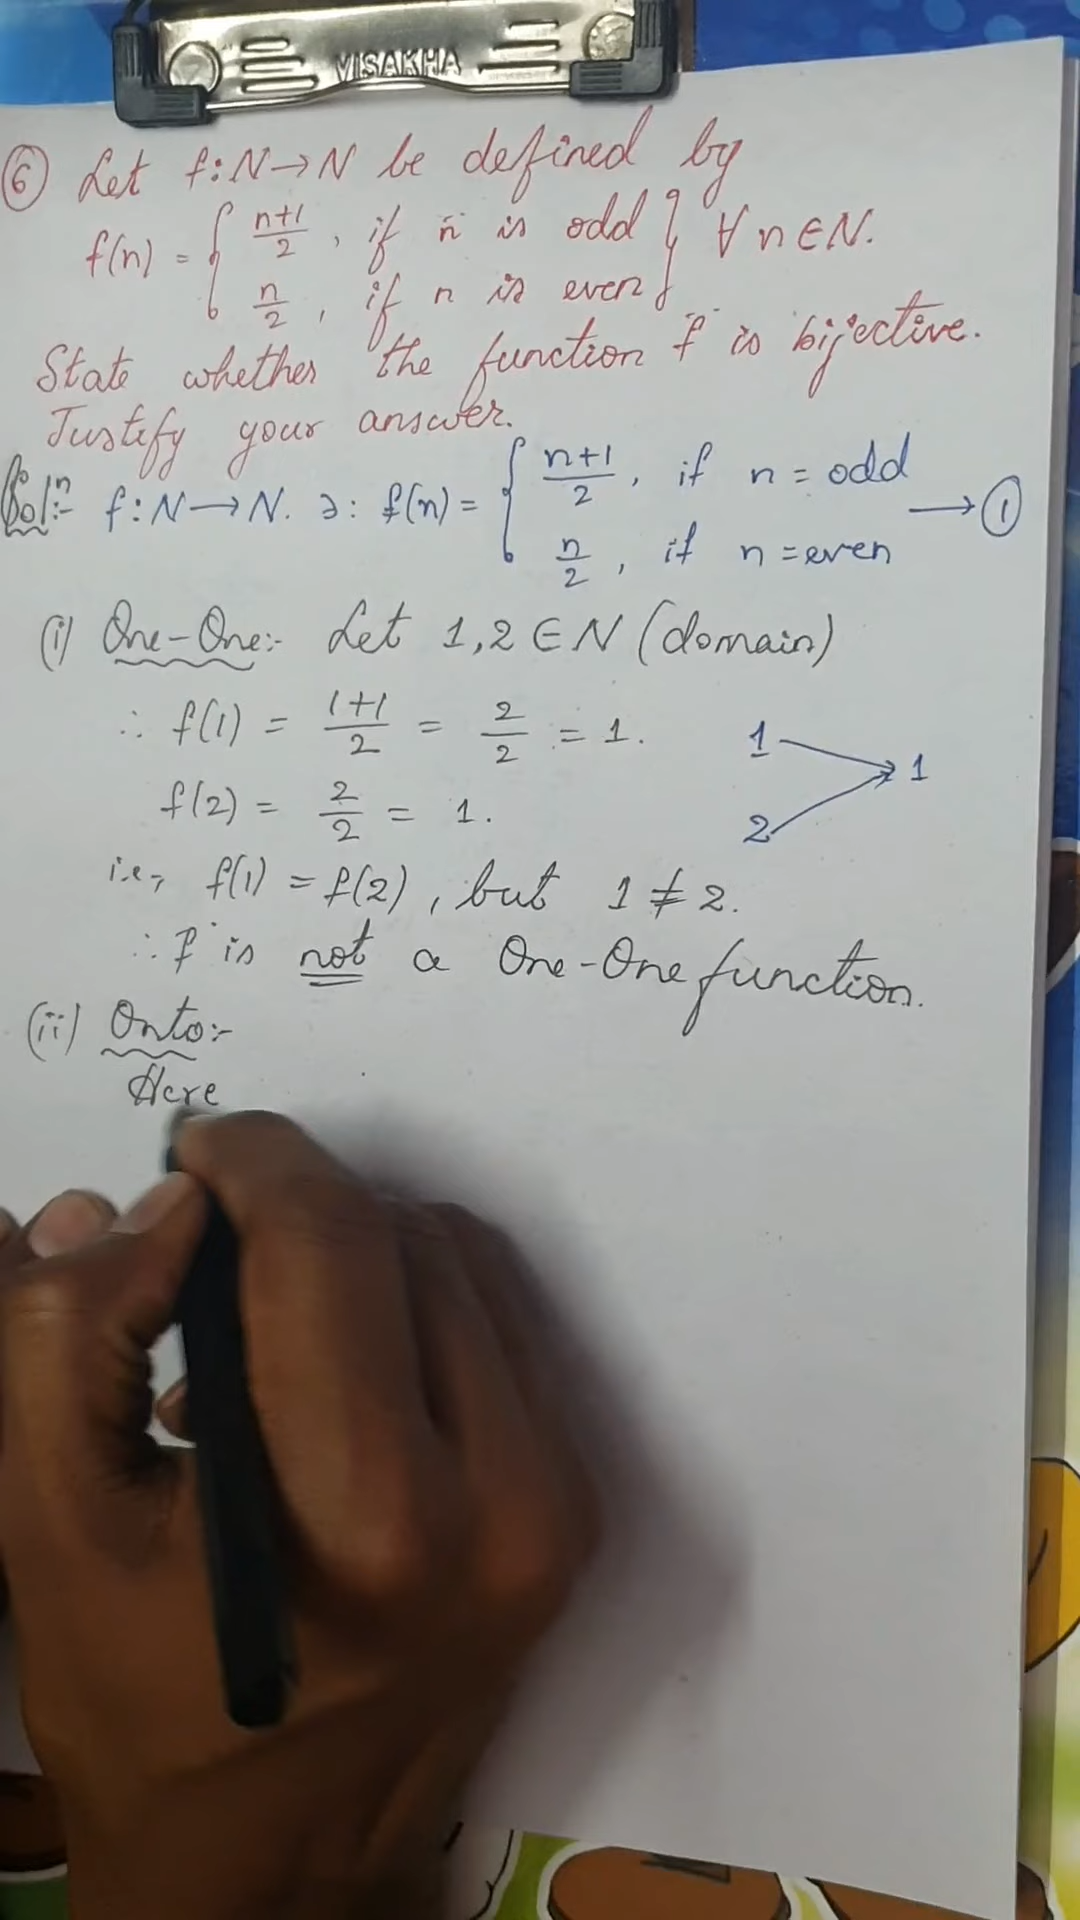 VISAKHA
⑥ Let f:N→N be defined by
f(n) = { n+1/2, if n is odd } ∀ n∈N.
n/2, if n is even
State whether the function f is bijective.
Justify your answer.
Solⁿ:- f:N→N. ∋: f(n) = { n+1/2, if n = odd → ①
n/2, if n = even
(i) One-One:- Let 1,2 ∈ N (domain)
∴ f(1) = 1+1/2 = 2/2 = 1.
1 → 1
f(2) = 2/2 = 1.
2
i.e., f(1) = f(2), but 1 ≠ 2.
∴ f is not a One-One function.
(ii) Onto:-
Here